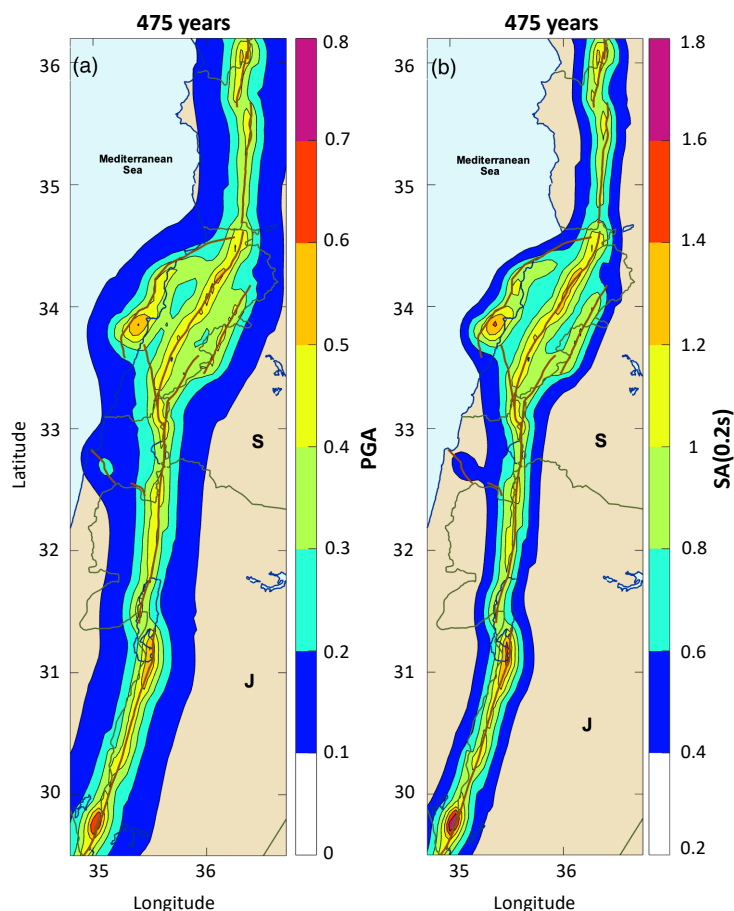 475 years
475 years
(a)
(b)
Mediterranean
Sea
Mediterranean
Sea
S
S
J
J
36
35
34
33
32
31
30
Latitude
35
36
Longitude
0.8
0.7
0.6
0.5
0.4
0.3
0.2
0.1
0
PGA
36
35
34
33
32
31
30
Latitude
35
36
Longitude
1.8
1.6
1.4
1.2
1
0.8
0.6
0.4
0.2
SA(0.2s)